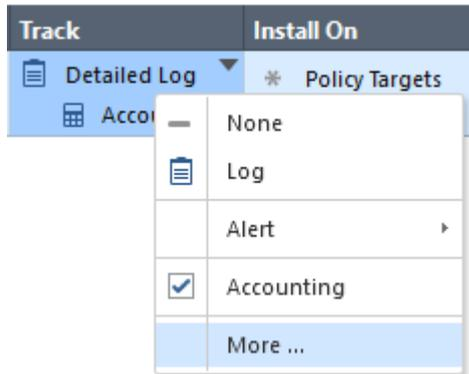 Track Install On
Detailed Log * Policy Targets
None
Log
Alert
Accounting
More ...